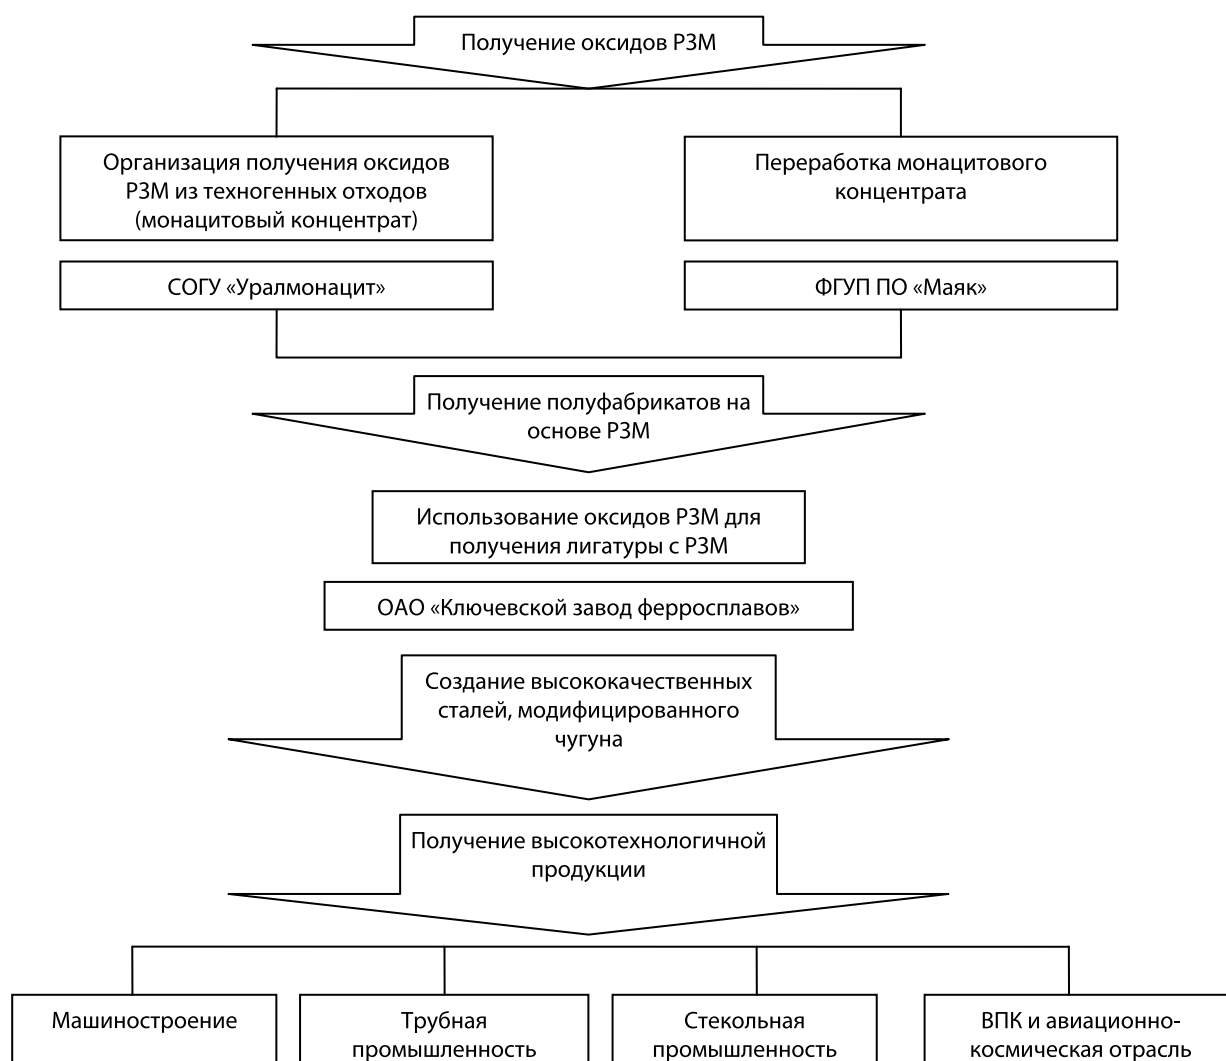 Получение оксидов РЗМ
Организация получения оксидов
РЗМ из техногенных отходов
(монацитовый концентрат)
Переработка монацитового
концентрата
СОГУ «Уралмонацит»
ФГУП ПО «Маяк»
Получение полуфабрикатов на
основе РЗМ
Использование оксидов РЗМ для
получения лигатуры с РЗМ
ОАО «Ключевской завод ферросплавов»
Создание высококачественных
сталей, модифицированного
чугуна
Получение высокотехнологичной
продукции
Машиностроение
Трубная
промышленность
Стекольная
промышленность
ВПК и авиационно-
космическая отрасль